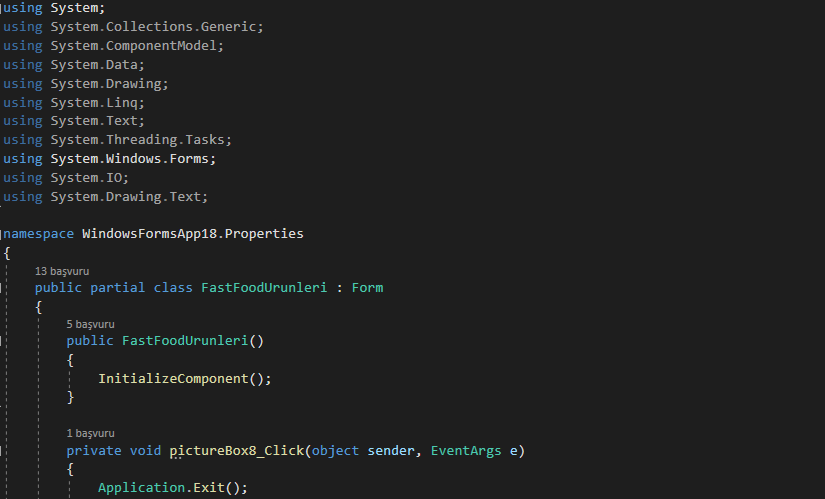 using System;
using System.Collections.Generic;
using System.ComponentModel;
using System.Data;
using System.Drawing;
using System.Linq;
using System.Text;
using System.Threading.Tasks;
using System.Windows.Forms;
using System.IO;
using System.Drawing.Text;
namespace WindowsFormsApp18.Properties
{
13 başvuru
public partial class FastFoodUrunleri : Form
{
5 başvuru
public FastFoodUrunleri()
{
InitializeComponent();
}
1 başvuru
private void pictureBox8_Click(object sender, EventArgs e)
{
Application.Exit();